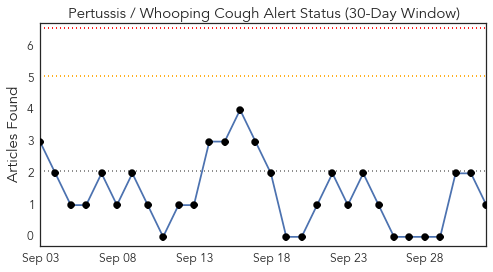 Pertussis / Whooping Cough Alert Status (30-Day Window)
Articles Found
6
5
4
3
2
1
0
Sep 03 Sep 08 Sep 13 Sep 18 Sep 23 Sep 28